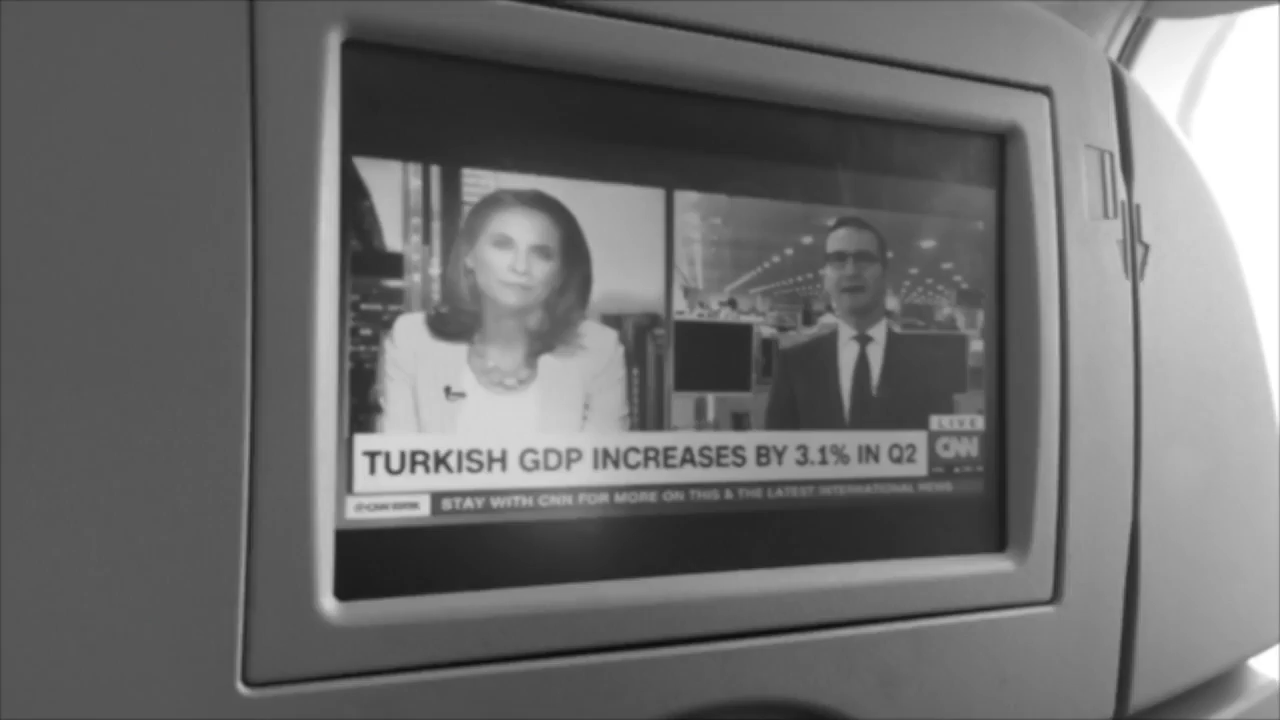 TURKISH GDP INCREASES BY 3.1% IN Q2
LIVE
CNN
STAY WITH CNN FOR MORE ON THIS & THE LATEST INTERNATIONAL NEWS